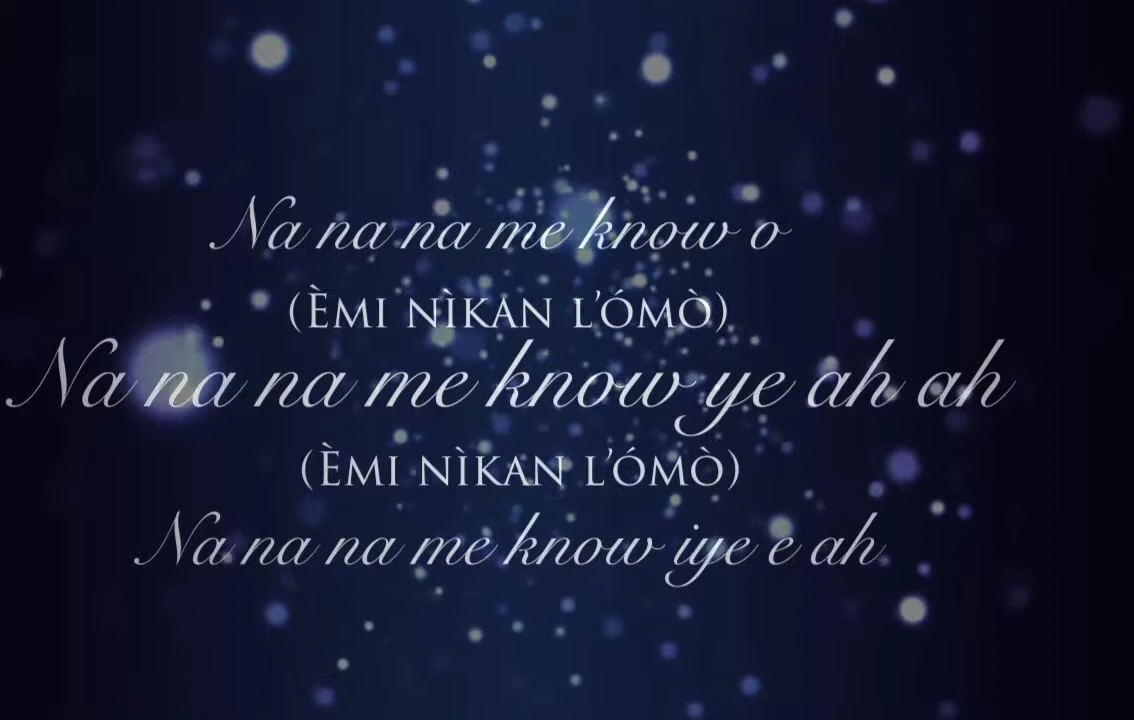 Na na na me know o
(ÈMI NÌKAN L'ÓMÒ)
Na na na me know ye ah ah
(ÈMI NÌKAN L'ÓMÒ)
Na na na me know iye e ah